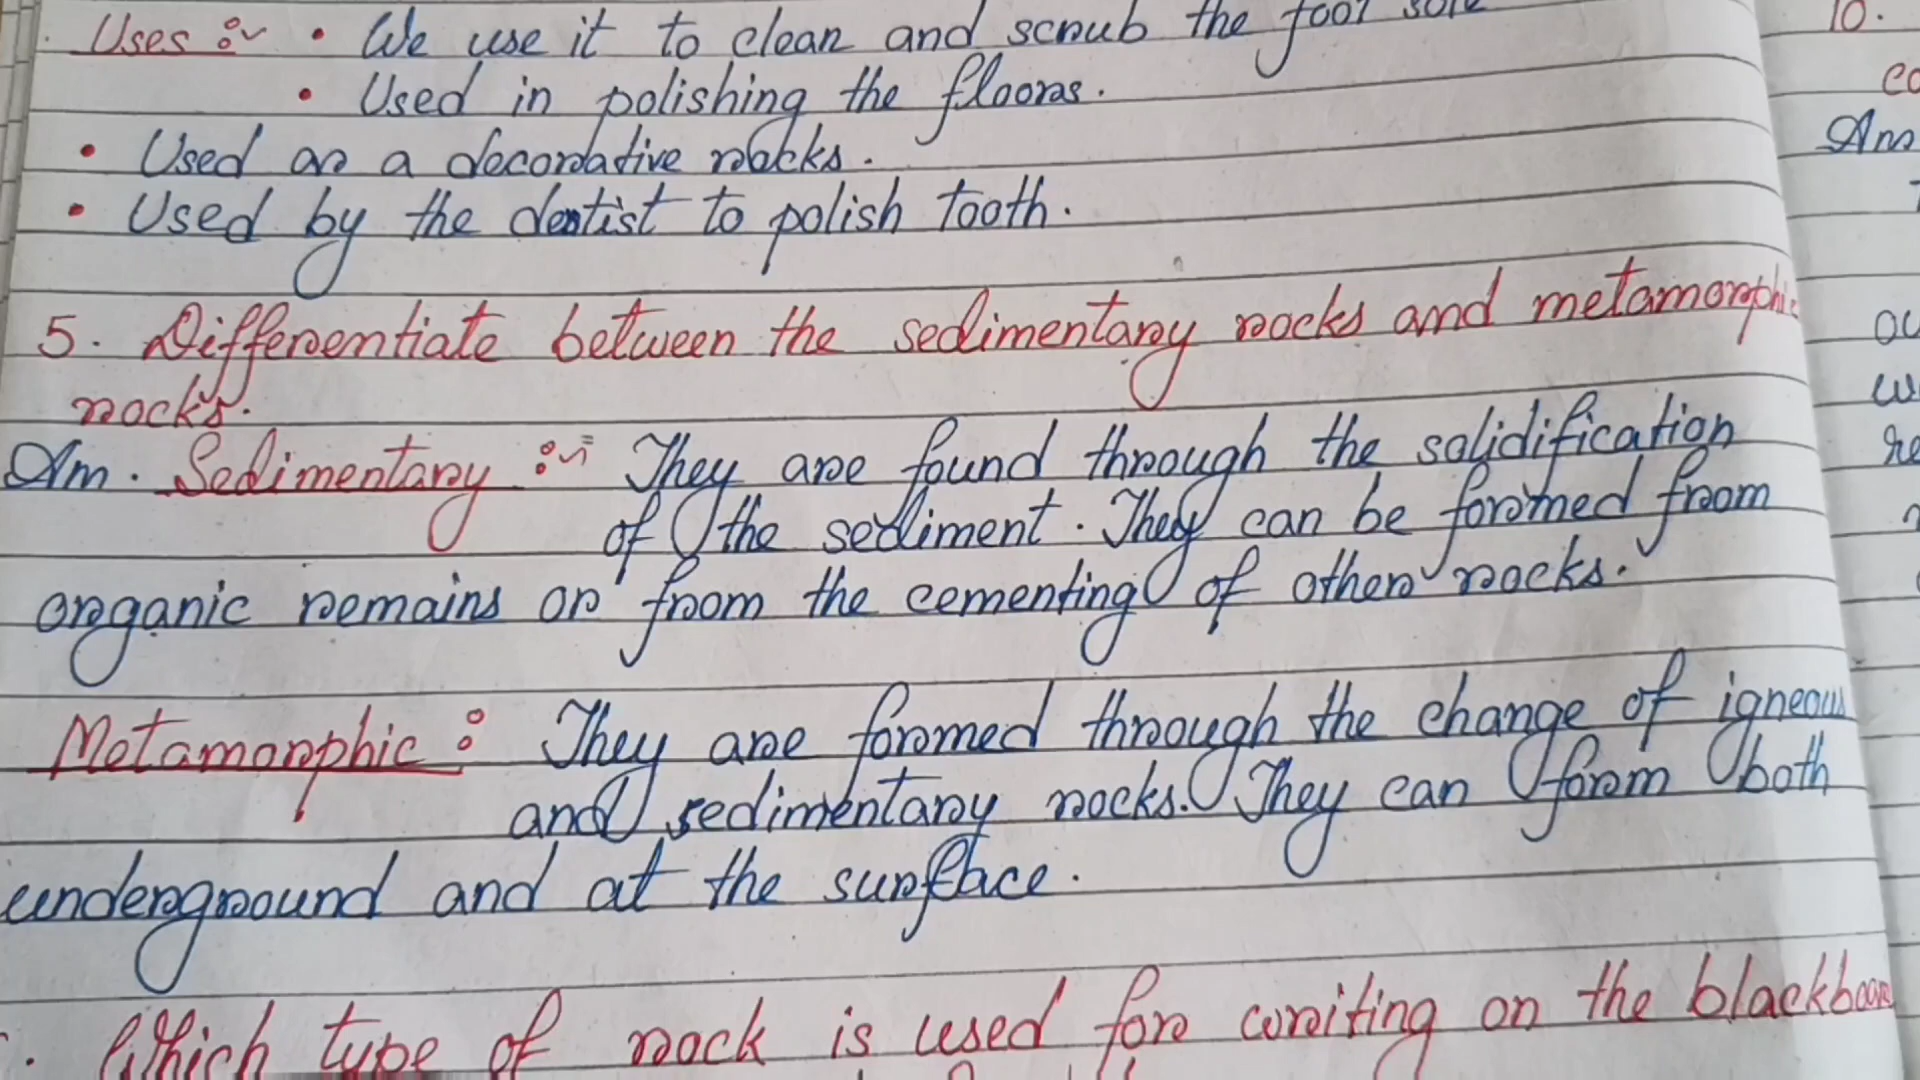 Uses :~ • We use it to clean and scrub the foot sole
• Used in polishing the floors.
• Used as a decorative rocks.
• Used by the dentist to polish tooth.
5. Differentiate between the sedimentary rocks and metamorphic
rocks.
Ans. Sedimentary :~ They are found through the solidification
of the sediment. They can be formed from
organic remains or from the cementing of other rocks.
Metamorphic : They are formed through the change of igneous
and sedimentary rocks. They can form both
underground and at the surface.
Which type of rock is used for writing on the blackboard
10.
Ans